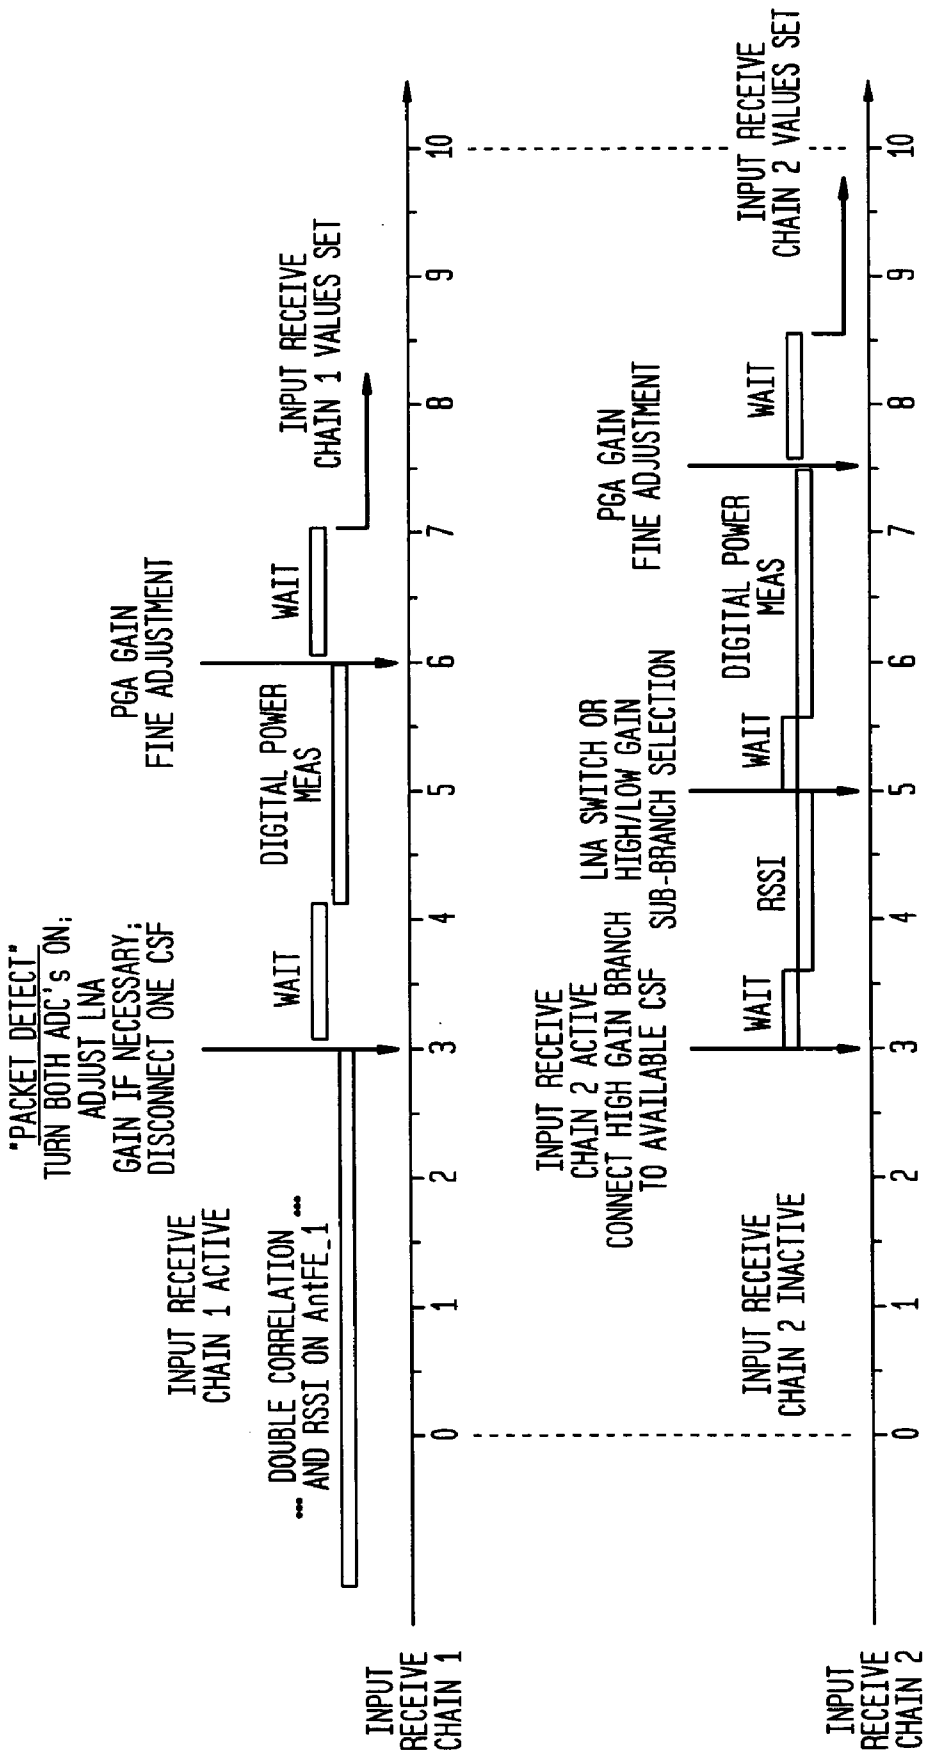 "PACKET DETECT"
TURN BOTH ADC's ON;
ADJUST LNA
GAIN IF NECESSARY;
DISCONNECT ONE CSF
PGA GAIN
FINE ADJUSTMENT
INPUT RECEIVE
CHAIN 1 ACTIVE
••• DOUBLE CORRELATION •••
AND RSSI ON AntFE_1
WAIT
DIGITAL POWER
MEAS
WAIT
INPUT RECEIVE
CHAIN 1 VALUES SET
INPUT
RECEIVE
CHAIN 1
0 1 2 3 4 5 6 7 8 9 10
INPUT RECEIVE
CHAIN 2 ACTIVE
CONNECT HIGH GAIN BRANCH
TO AVAILABLE CSF
LNA SWITCH OR
HIGH/LOW GAIN
SUB-BRANCH SELECTION
PGA GAIN
FINE ADJUSTMENT
INPUT RECEIVE
CHAIN 2 INACTIVE
WAIT
RSSI
WAIT
DIGITAL POWER
MEAS
WAIT
INPUT RECEIVE
CHAIN 2 VALUES SET
INPUT
RECEIVE
CHAIN 2
0 1 2 3 4 5 6 7 8 9 10